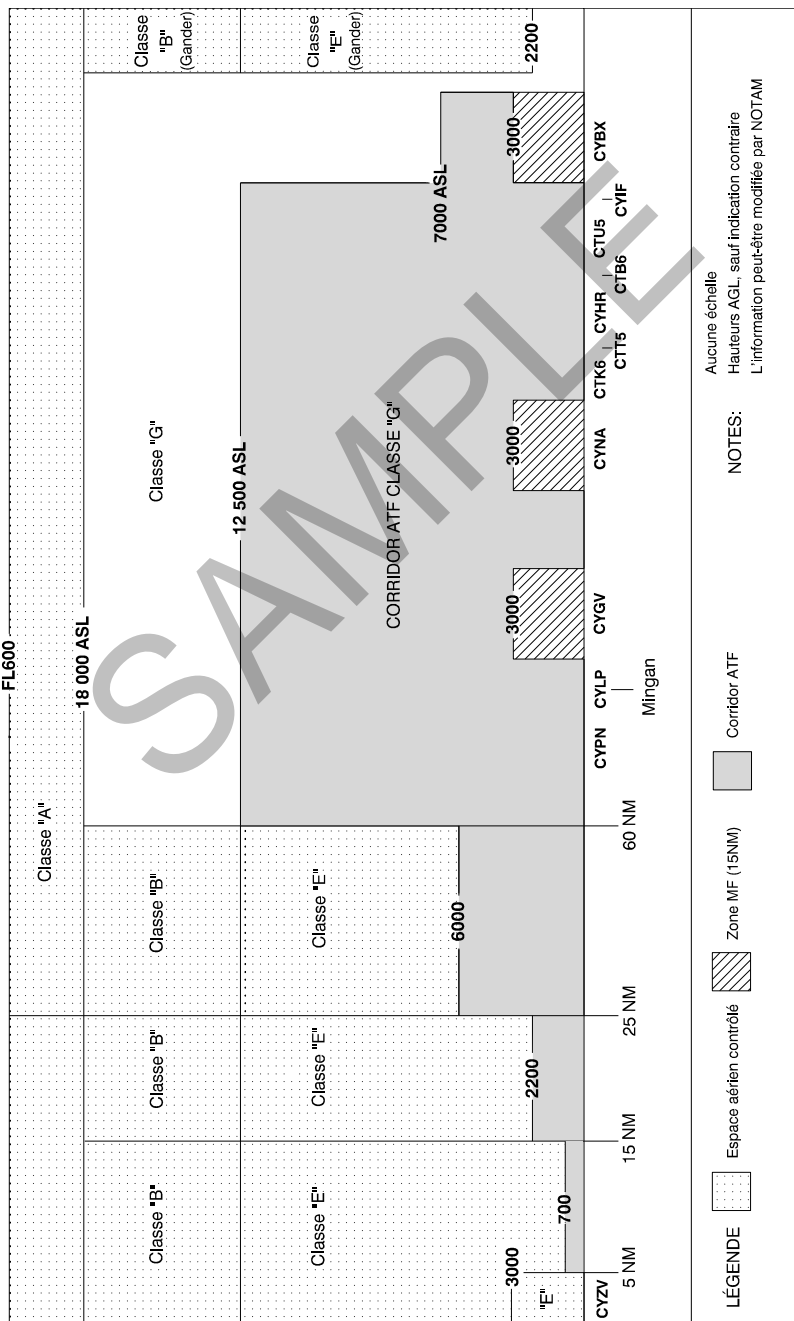 FL600
Classe "A"
18 000 ASL
Classe "B"
Classe "B"
Classe "B"
Classe "G"
Classe
"B"
(Gander)
12 500 ASL
Classe "E"
Classe "E"
Classe "E"
CORRIDOR ATF CLASSE "G"
Classe
"E"
(Gander)
7000 ASL
6000
3000
"E"
700
2200
3000
3000
3000
2200
CYZV
5 NM
15 NM
25 NM
60 NM
CYPN
CYLP
Mingan
CYGV
CYNA
CTK6
CTT5
CYHR
CTB6
CTU5
CYIF
CYBX
LÉGENDE
Espace aérien contrôlé
Zone MF (15NM)
Corridor ATF
NOTES:
Aucune échelle
Hauteurs AGL, sauf indication contraire
L'information peut-être modifiée par NOTAM
SAMPLE